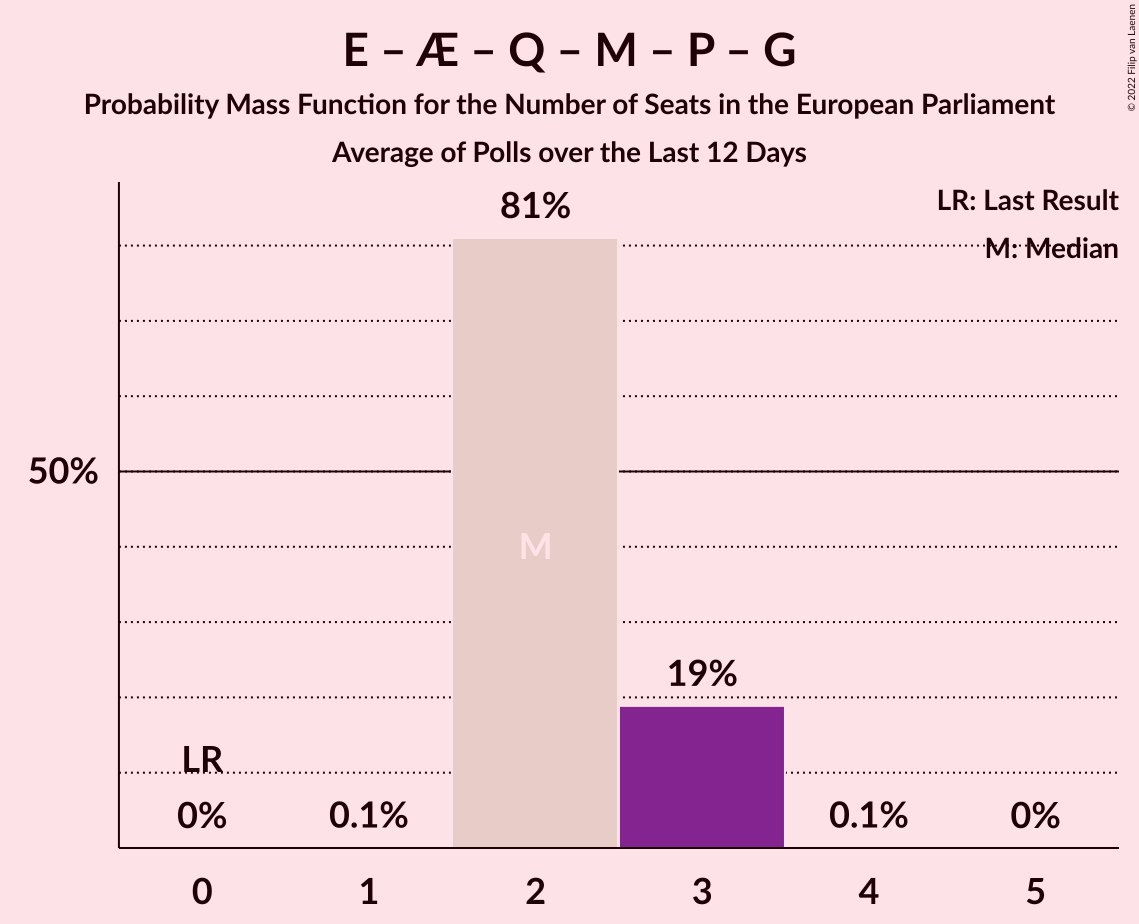 E – Æ – Q – M – P – G
Probability Mass Function for the Number of Seats in the European Parliament
Average of Polls over the Last 12 Days
© 2022 Filip van Laenen
LR: Last Result
M: Median
81%
50%
M
19%
LR
0% 0.1% 0.1% 0%
0 1 2 3 4 5